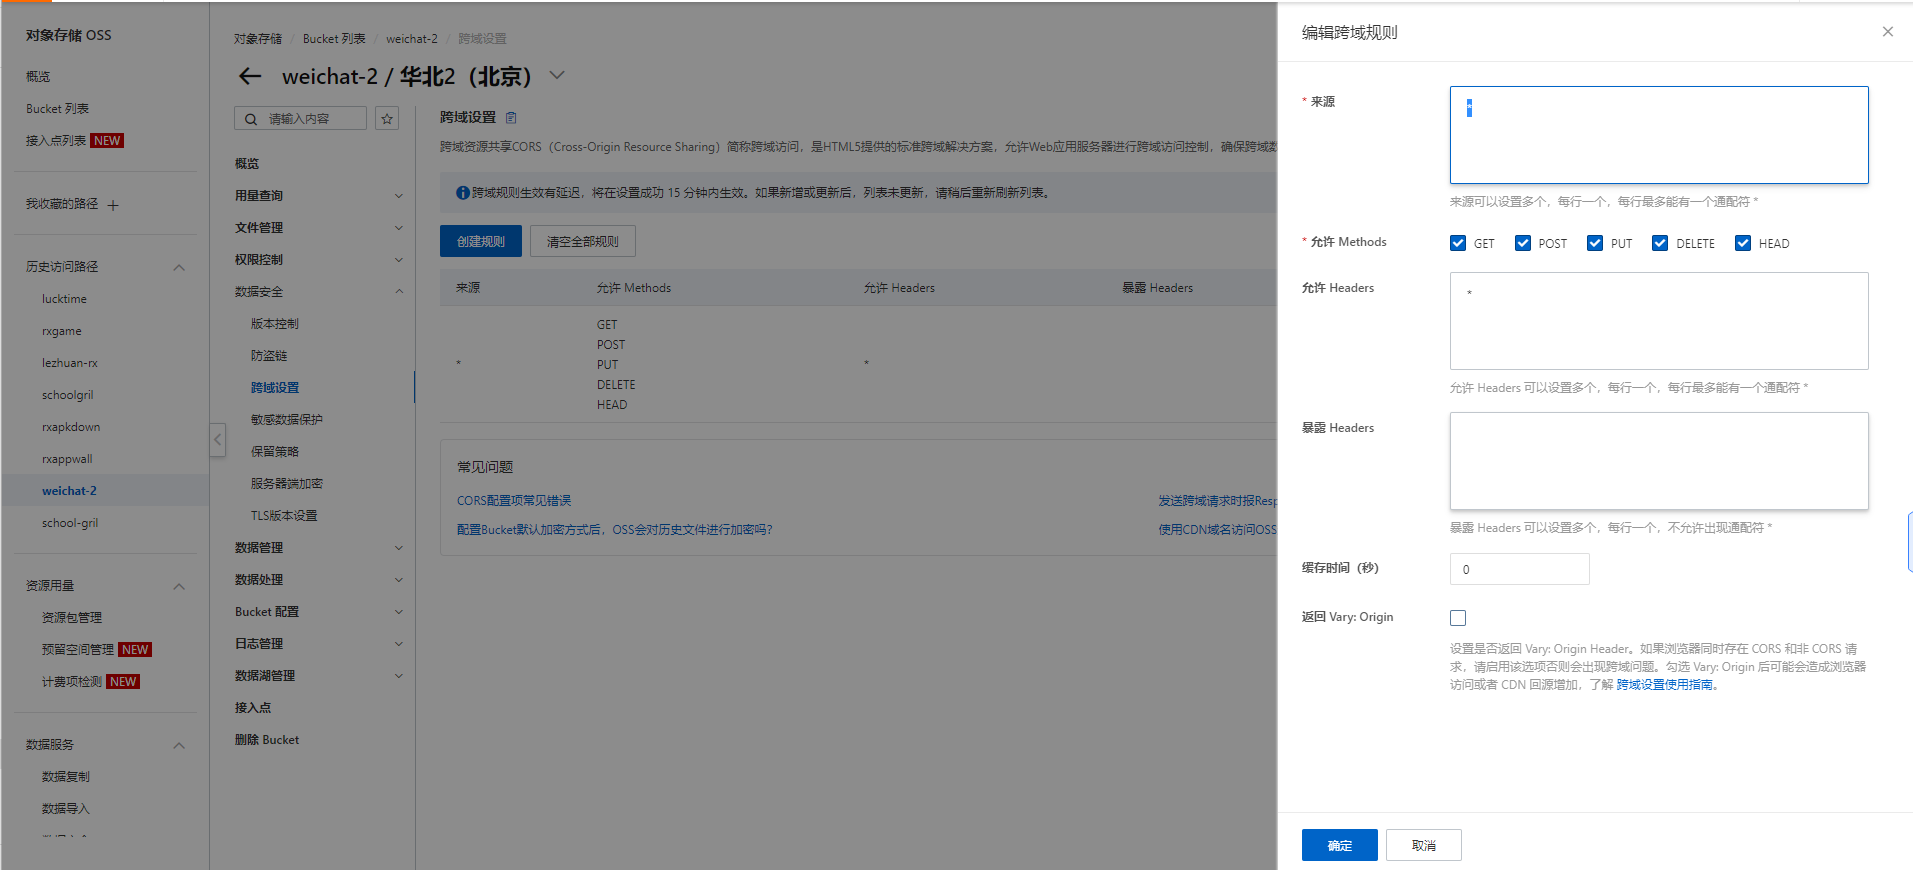 对象存储 OSS
概览
Bucket 列表
接入点列表 NEW
我收藏的路径
历史访问路径
lucktime
rxgame
lezhuan-rx
schoolgril
rxapkdown
rxappwall
weichat-2
school-gril
资源用量
资源包管理
预留空间管理 NEW
计费项检测 NEW
数据服务
数据复制
数据导入
对象存储 / Bucket 列表 / weichat-2 / 跨域设置
weichat-2 / 华北2（北京）
请输入内容
概览
用量查询
文件管理
权限控制
数据安全
版本控制
防盗链
跨域设置
敏感数据保护
保留策略
服务器端加密
TLS版本设置
数据管理
数据处理
Bucket 配置
日志管理
数据湖管理
接入点
删除 Bucket
跨域设置
跨域资源共享CORS（Cross-Origin Resource Sharing）简称跨域访问，是HTML5提供的标准跨域解决方案，允许Web应用服务器进行跨域访问控制，确保跨域数
跨域规则生效有延迟，将在设置成功 15 分钟内生效。如果新增或更新后，列表未更新，请稍后重新刷新列表。
创建规则 清空全部规则
来源 允许 Methods 允许 Headers 暴露 Headers
GET
POST
* PUT *
DELETE
HEAD
常见问题
CORS配置项常见错误 发送跨域请求时报Resp
配置Bucket默认加密方式后，OSS会对历史文件进行加密吗？ 使用CDN域名访问OSS
编辑跨域规则
* 来源
*
来源可以设置多个，每行一个，每行最多能有一个通配符 *
* 允许 Methods GET POST PUT DELETE HEAD
允许 Headers
*
允许 Headers 可以设置多个，每行一个，每行最多能有一个通配符 *
暴露 Headers
暴露 Headers 可以设置多个，每行一个，不允许出现通配符 *
缓存时间（秒） 0
返回 Vary: Origin
设置是否返回 Vary: Origin Header。如果浏览器同时存在 CORS 和非 CORS 请
求，请启用该选项否则会出现跨域问题。勾选 Vary: Origin 后可能会造成浏览器
访问或者 CDN 回源增加，了解 跨域设置使用指南。
确定 取消